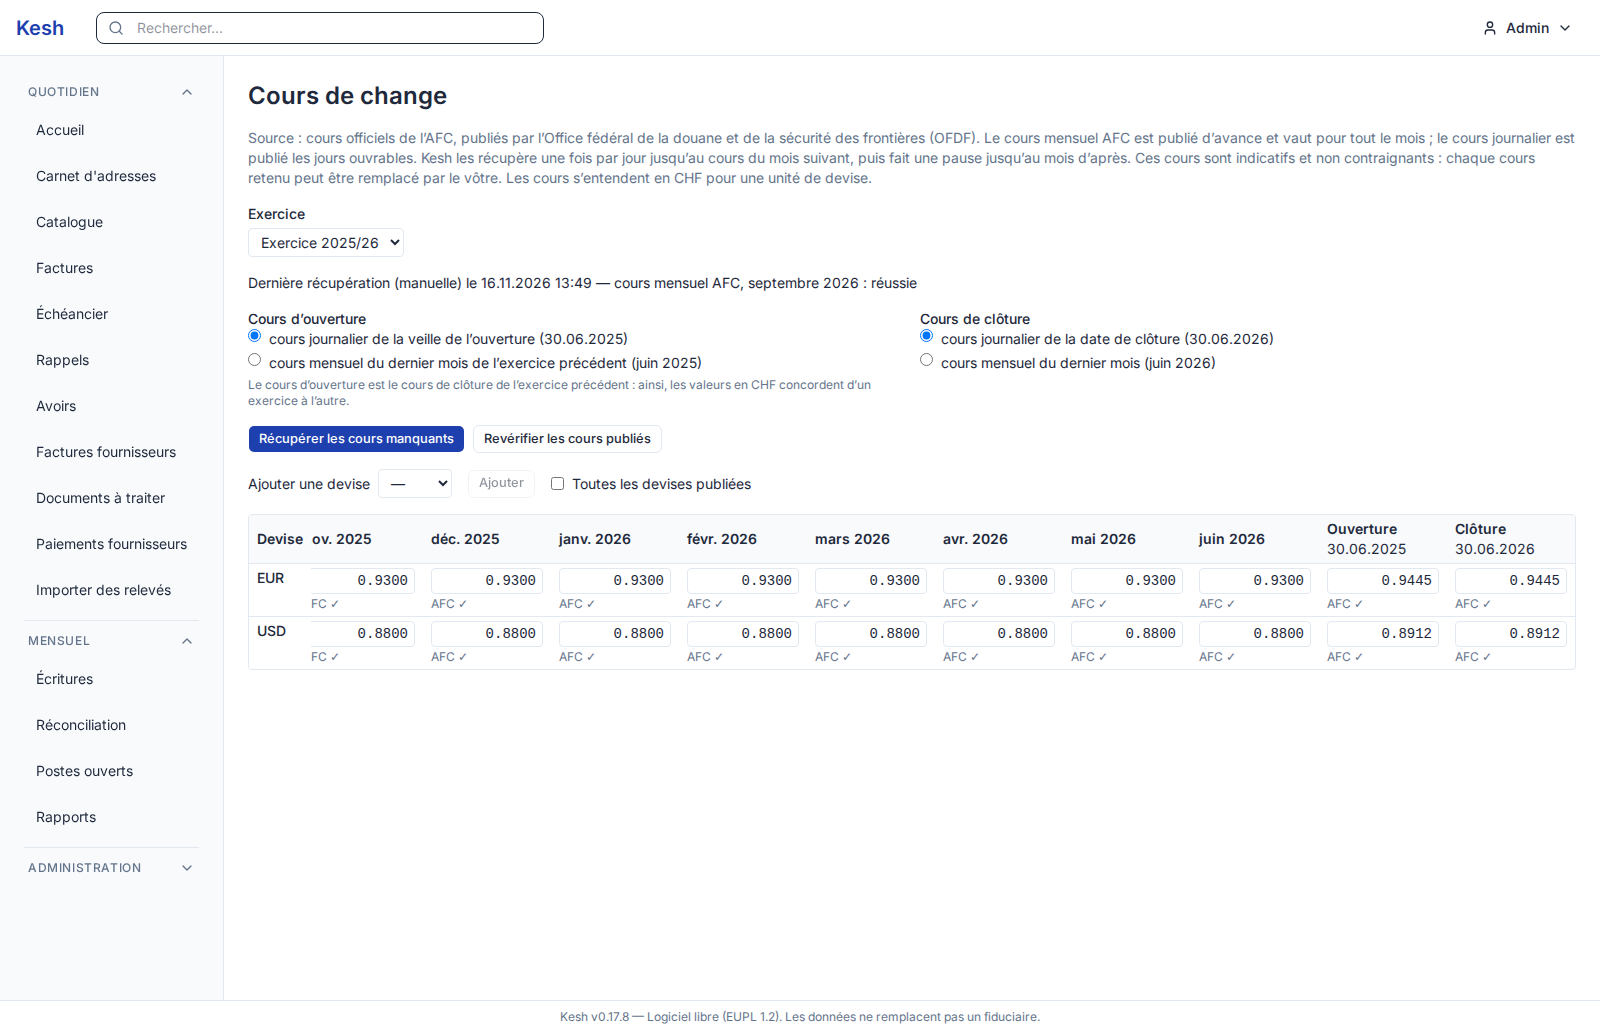 Kesh
Rechercher...
Admin
QUOTIDIEN
Accueil
Carnet d'adresses
Catalogue
Factures
Échéancier
Rappels
Avoirs
Factures fournisseurs
Documents à traiter
Paiements fournisseurs
Importer des relevés
MENSUEL
Écritures
Réconciliation
Postes ouverts
Rapports
ADMINISTRATION
Cours de change
Source : cours officiels de l’AFC, publiés par l’Office fédéral de la douane et de la sécurité des frontières (OFDF). Le cours mensuel AFC est publié d’avance et vaut pour tout le mois ; le cours journalier est
publié les jours ouvrables. Kesh les récupère une fois par jour jusqu’au cours du mois suivant, puis fait une pause jusqu’au mois d’après. Ces cours sont indicatifs et non contraignants : chaque cours
retenu peut être remplacé par le vôtre. Les cours s’entendent en CHF pour une unité de devise.
Exercice
Exercice 2025/26
Dernière récupération (manuelle) le 16.11.2026 13:49 — cours mensuel AFC, septembre 2026 : réussie
Cours d’ouverture
cours journalier de la veille de l’ouverture (30.06.2025)
cours mensuel du dernier mois de l’exercice précédent (juin 2025)
Le cours d’ouverture est le cours de clôture de l’exercice précédent : ainsi, les valeurs en CHF concordent d’un
exercice à l’autre.
Cours de clôture
cours journalier de la date de clôture (30.06.2026)
cours mensuel du dernier mois (juin 2026)
Récupérer les cours manquants Revérifier les cours publiés
Ajouter une devise — Ajouter Toutes les devises publiées
Devise ov. 2025 déc. 2025 janv. 2026 févr. 2026 mars 2026 avr. 2026 mai 2026 juin 2026 Ouverture 30.06.2025 Clôture 30.06.2026
EUR 0.9300 0.9300 0.9300 0.9300 0.9300 0.9300 0.9300 0.9300 0.9445 0.9445
FC ✓ AFC ✓ AFC ✓ AFC ✓ AFC ✓ AFC ✓ AFC ✓ AFC ✓ AFC ✓ AFC ✓
USD 0.8800 0.8800 0.8800 0.8800 0.8800 0.8800 0.8800 0.8800 0.8912 0.8912
FC ✓ AFC ✓ AFC ✓ AFC ✓ AFC ✓ AFC ✓ AFC ✓ AFC ✓ AFC ✓ AFC ✓
Kesh v0.17.8 — Logiciel libre (EUPL 1.2). Les données ne remplacent pas un fiduciaire.